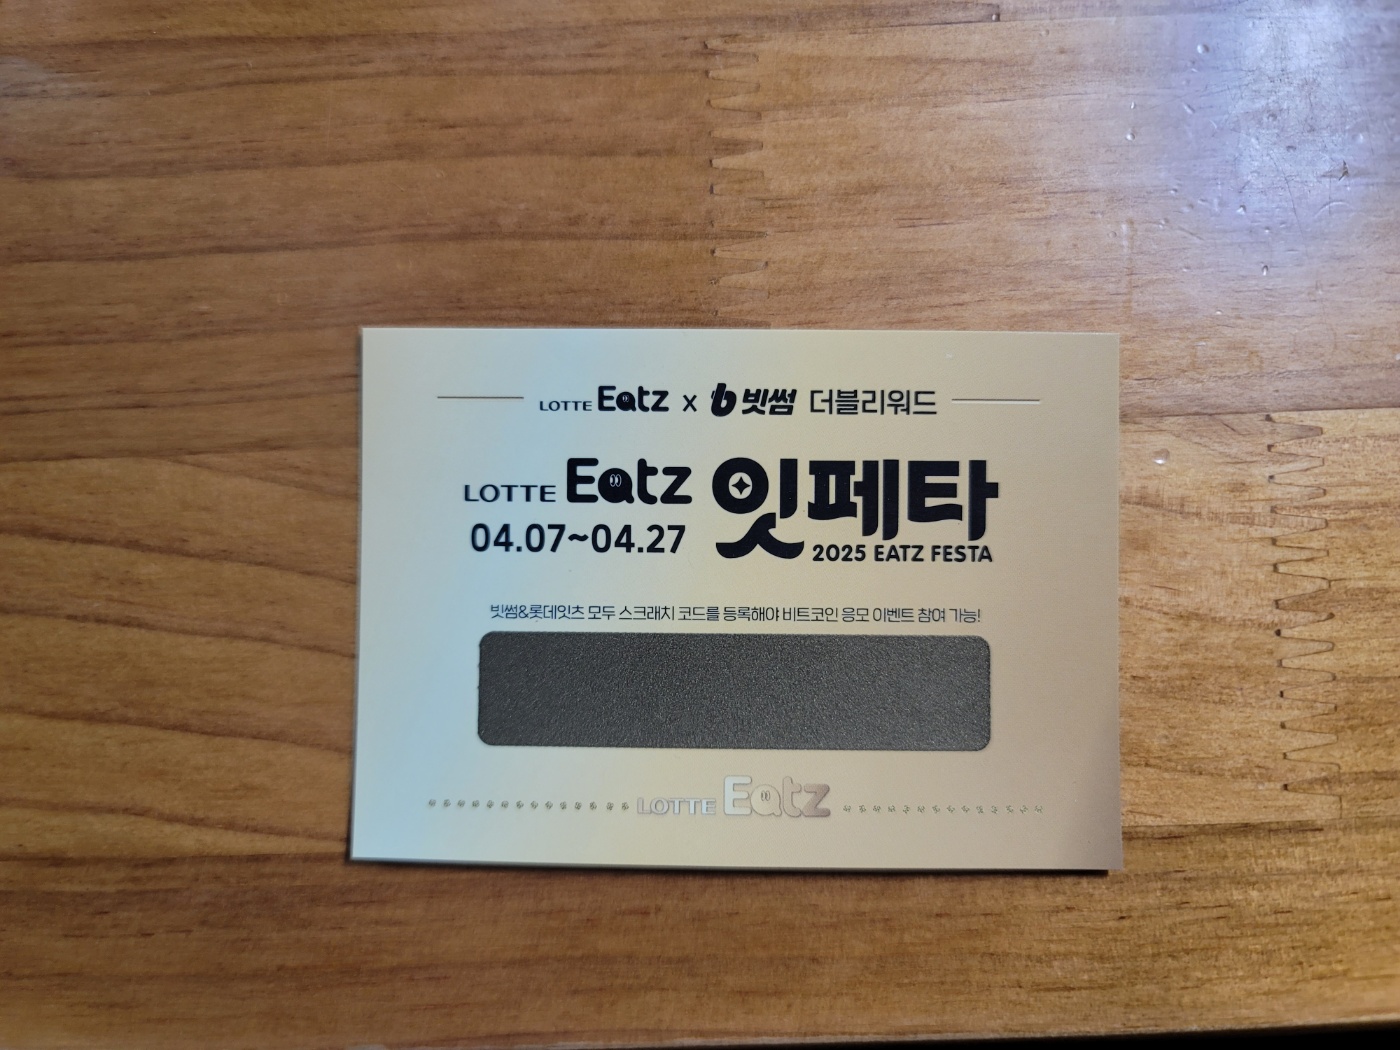 LOTTE Eatz x b 빗썸 더블리워드
LOTTE Eatz 잇페타
04.07~04.27
2025 EATZ FESTA
빗썸&롯데잇츠 모두 스크래치 코드를 등록해야 비트코인 응모 이벤트 참여 가능!
LOTTE Eatz